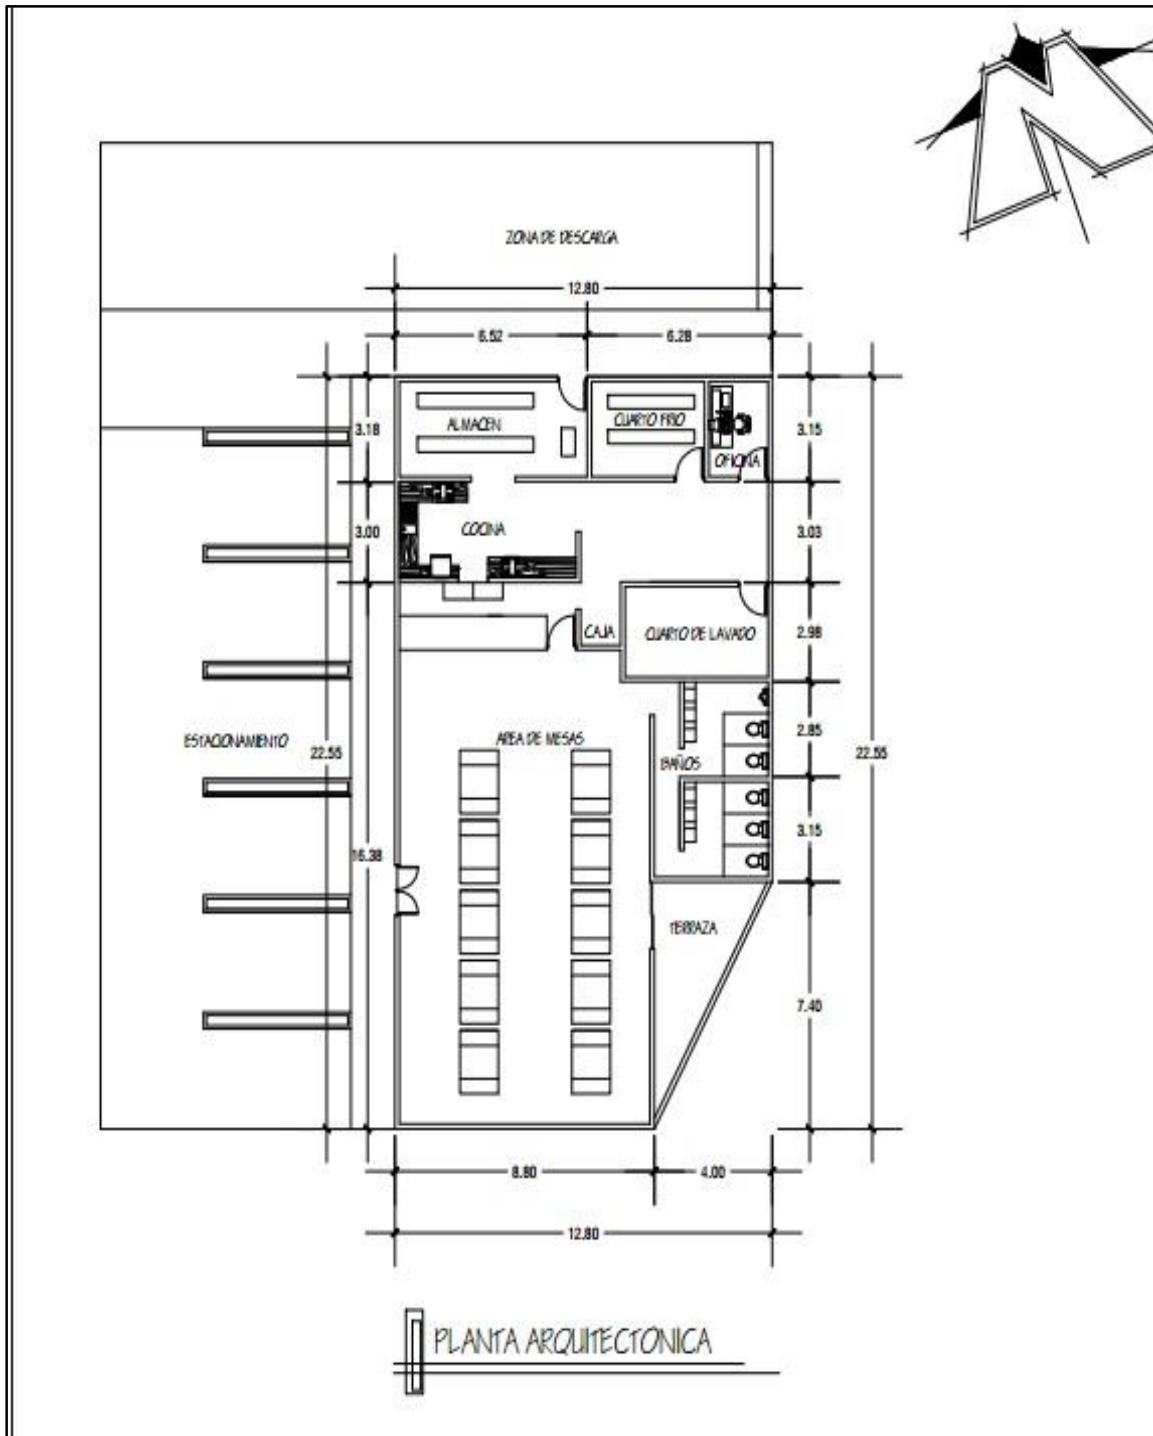 ZONA DE DESCARGA
12.80
6.52
6.28
ALMACEN
CUARTO FRIO
OFICINA
3.18
3.15
COCINA
3.00
3.03
CAJA
CUARTO DE LAVADO
2.98
ESTACIONAMIENTO
22.55
AREA DE MESAS
BAÑOS
2.85
22.55
3.15
16.38
TERRAZA
7.40
8.80
4.00
12.80
PLANTA ARQUITECTONICA